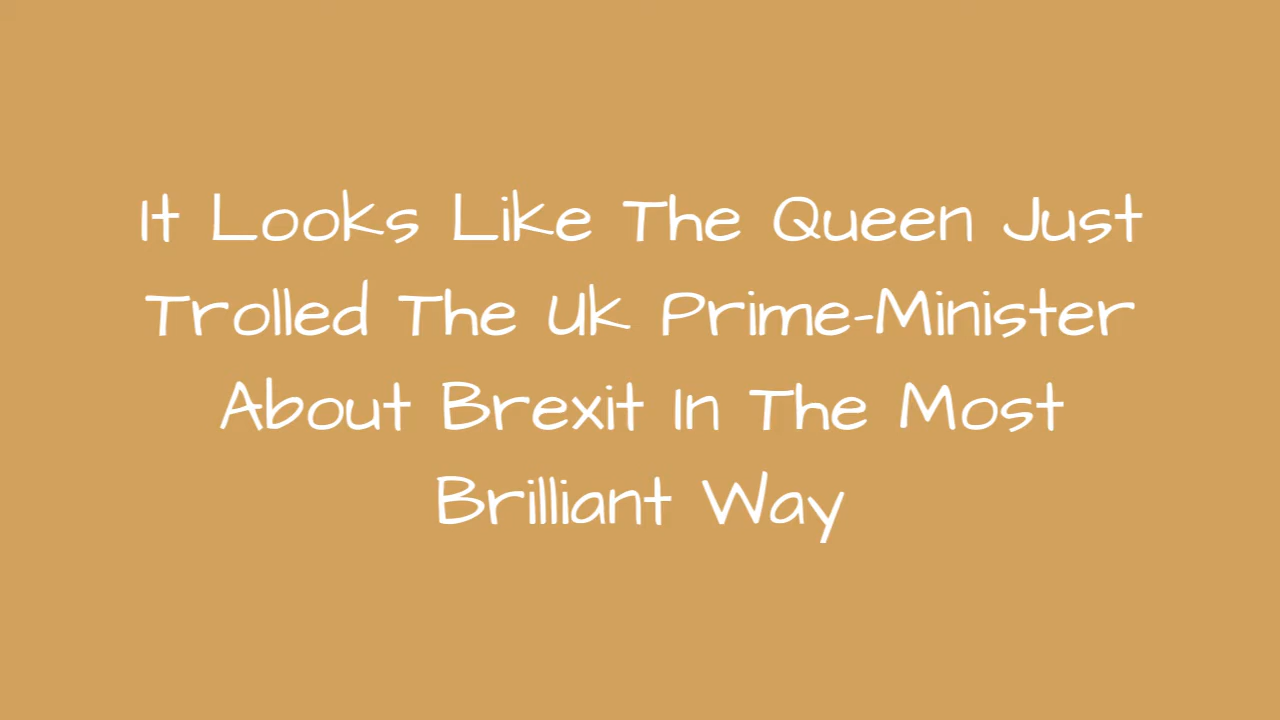 It Looks Like The Queen Just
Trolled The Uk Prime-Minister
About Brexit In The Most
Brilliant Way